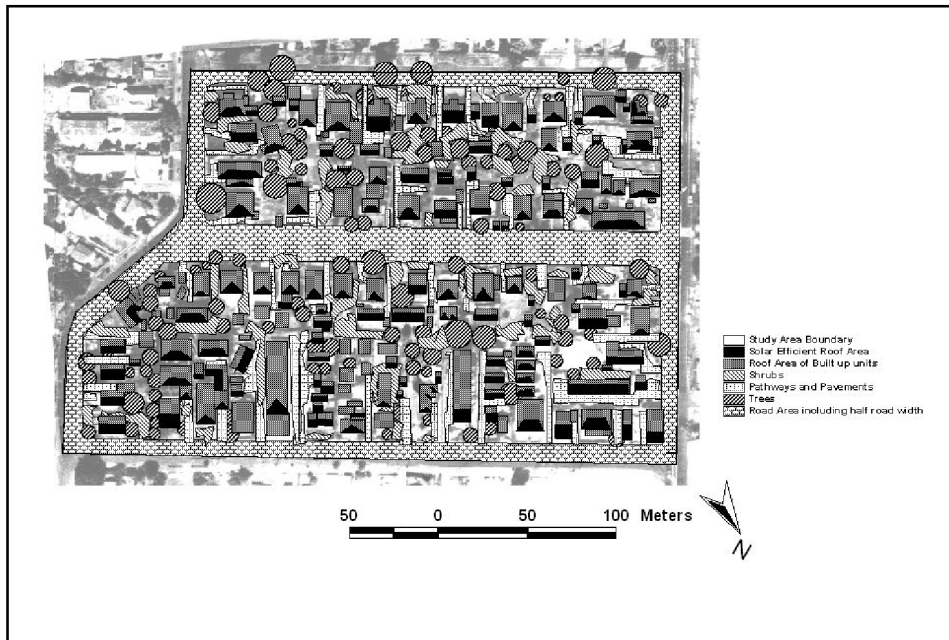 Study Area Boundary
Solar Efficient Roof Area
Roof Area of Built up units
Shrubs
Pathways and Pavements
Trees
Road Area including half road width
50 0 50 100 Meters
N